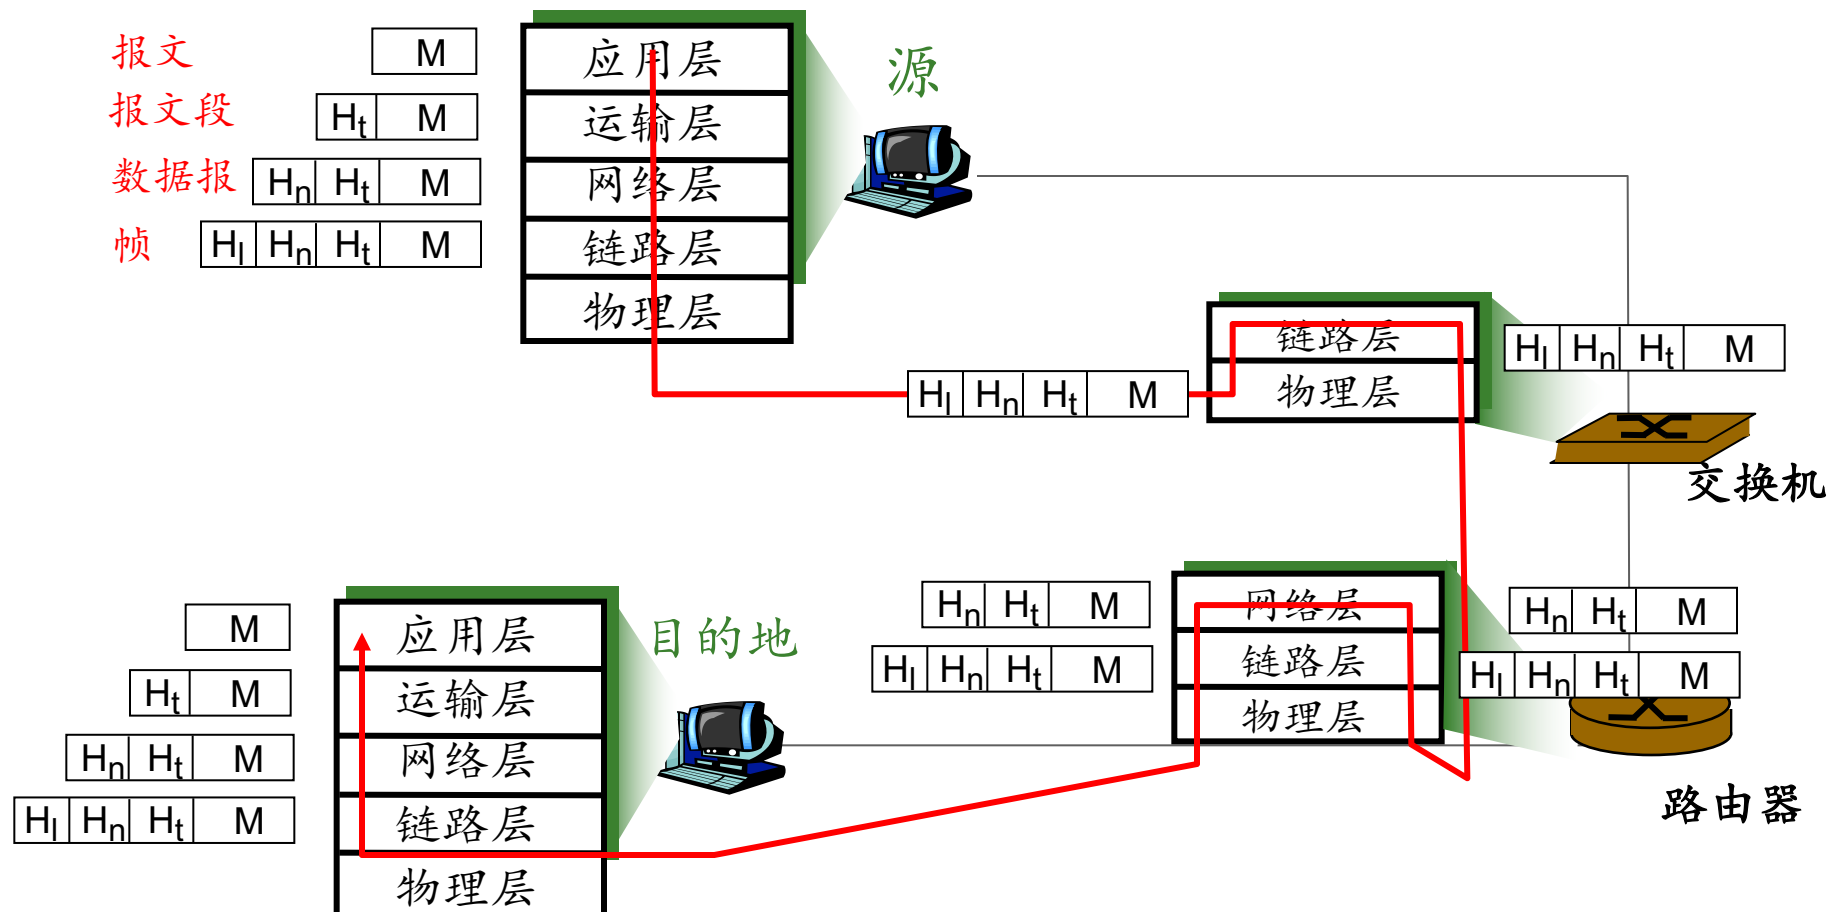 报文
M
应用层
源
报文段
Ht M
运输层
数据报
Hn Ht M
网络层
帧
Hl Hn Ht M
链路层
物理层
链路层
Hl Hn Ht M
物理层
Hl Hn Ht M
交换机
Hn Ht M
网络层
Hn Ht M
Hl Hn Ht M
链路层
Hl Hn Ht M
物理层
路由器
M
应用层
目的地
Ht M
运输层
Hn Ht M
网络层
Hl Hn Ht M
链路层
物理层